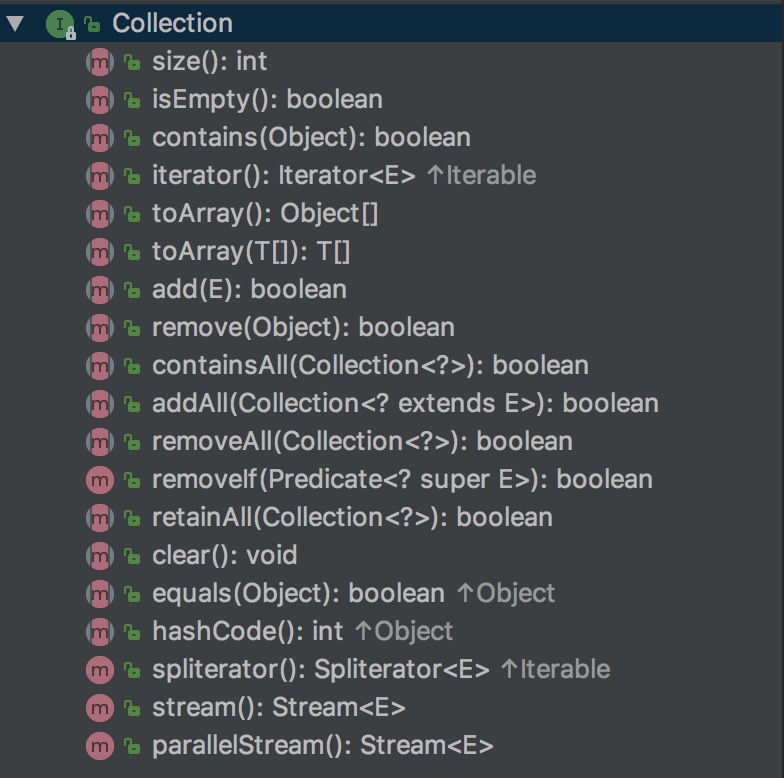 Collection
size(): int
isEmpty(): boolean
contains(Object): boolean
iterator(): Iterator<E> ↑Iterable
toArray(): Object[]
toArray(T[]): T[]
add(E): boolean
remove(Object): boolean
containsAll(Collection<?>): boolean
addAll(Collection<? extends E>): boolean
removeAll(Collection<?>): boolean
removeIf(Predicate<? super E>): boolean
retainAll(Collection<?>): boolean
clear(): void
equals(Object): boolean ↑Object
hashCode(): int ↑Object
spliterator(): Spliterator<E> ↑Iterable
stream(): Stream<E>
parallelStream(): Stream<E>